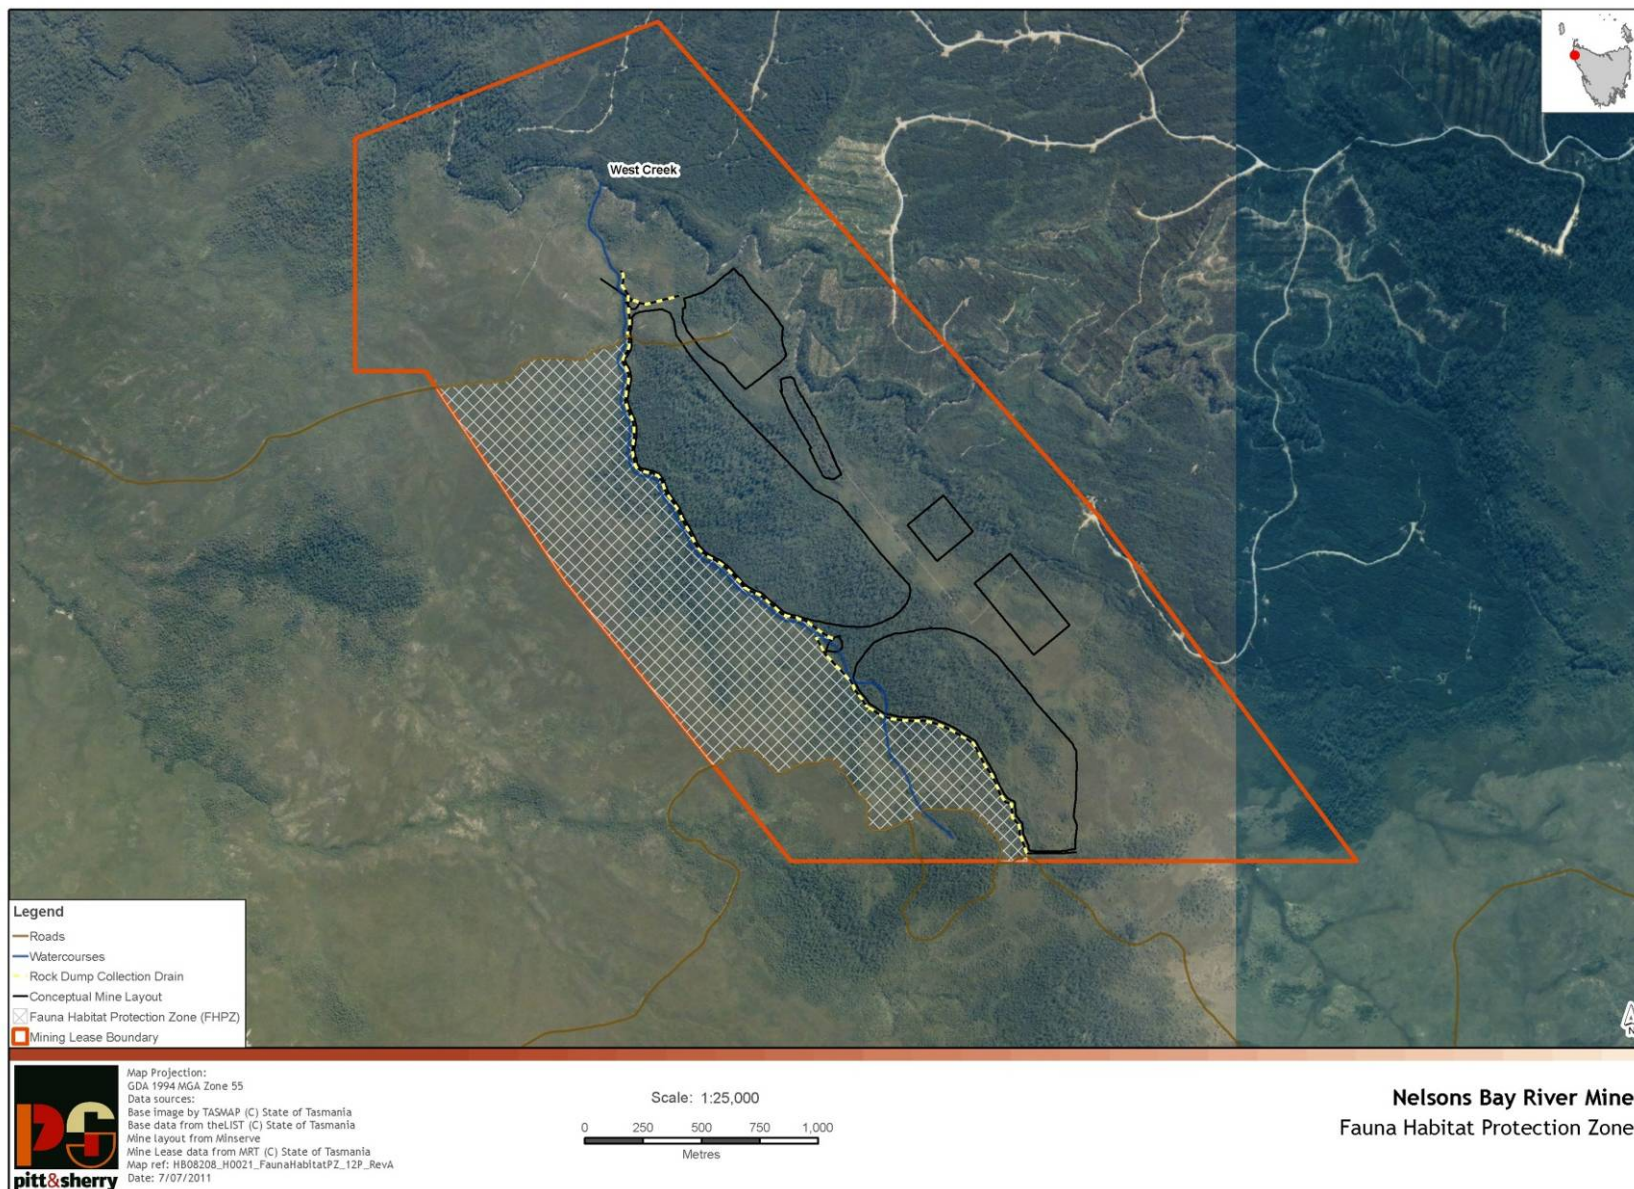 West Creek
Legend
Roads
Watercourses
Rock Dump Collection Drain
Conceptual Mine Layout
Fauna Habitat Protection Zone (FHPZ)
Mining Lease Boundary
N
pitt&sherry
Map Projection:
GDA 1994 MGA Zone 55
Data sources:
Base image by TASMAP (C) State of Tasmania
Base data from theLIST (C) State of Tasmania
Mine layout from Minserve
Mine Lease data from MRT (C) State of Tasmania
Map ref: HB08208_H0021_FaunaHabitatPZ_12P_RevA
Date: 7/07/2011
Scale: 1:25,000
0 250 500 750 1,000
Metres
Nelsons Bay River Mine
Fauna Habitat Protection Zone